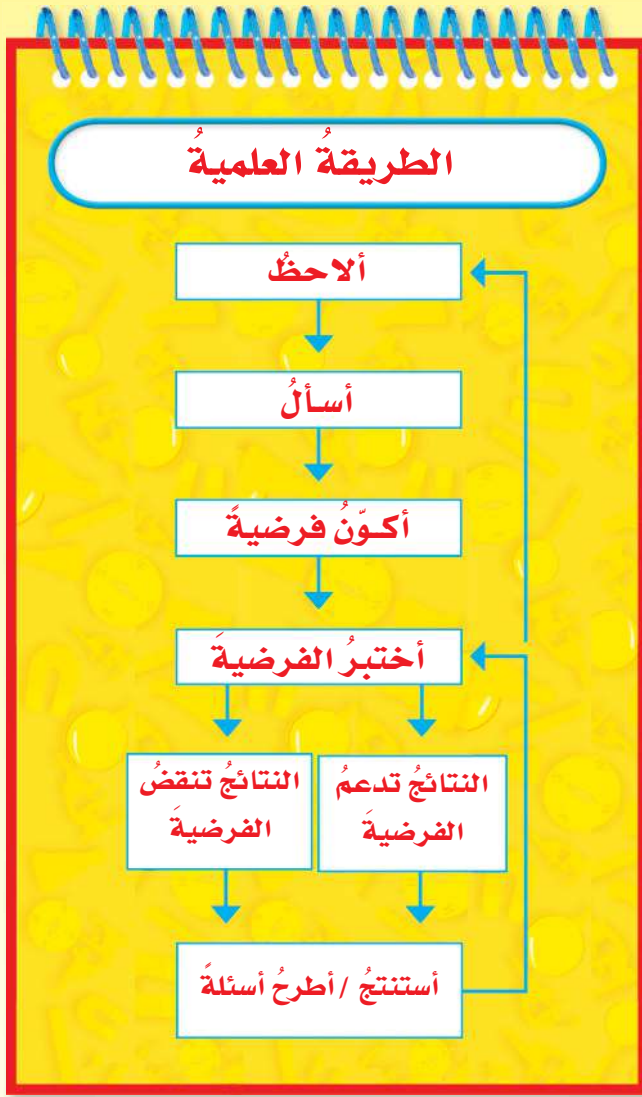 الطريقةُ العلميةُ
ألاحظُ
أسألُ
أكوّنُ فرضيةً
أختبرُ الفرضيةَ
النتائجُ تدعمُ
الفرضيةَ
النتائجُ تنقضُ
الفرضيةَ
أستنتجُ / أطرحُ أسئلةً